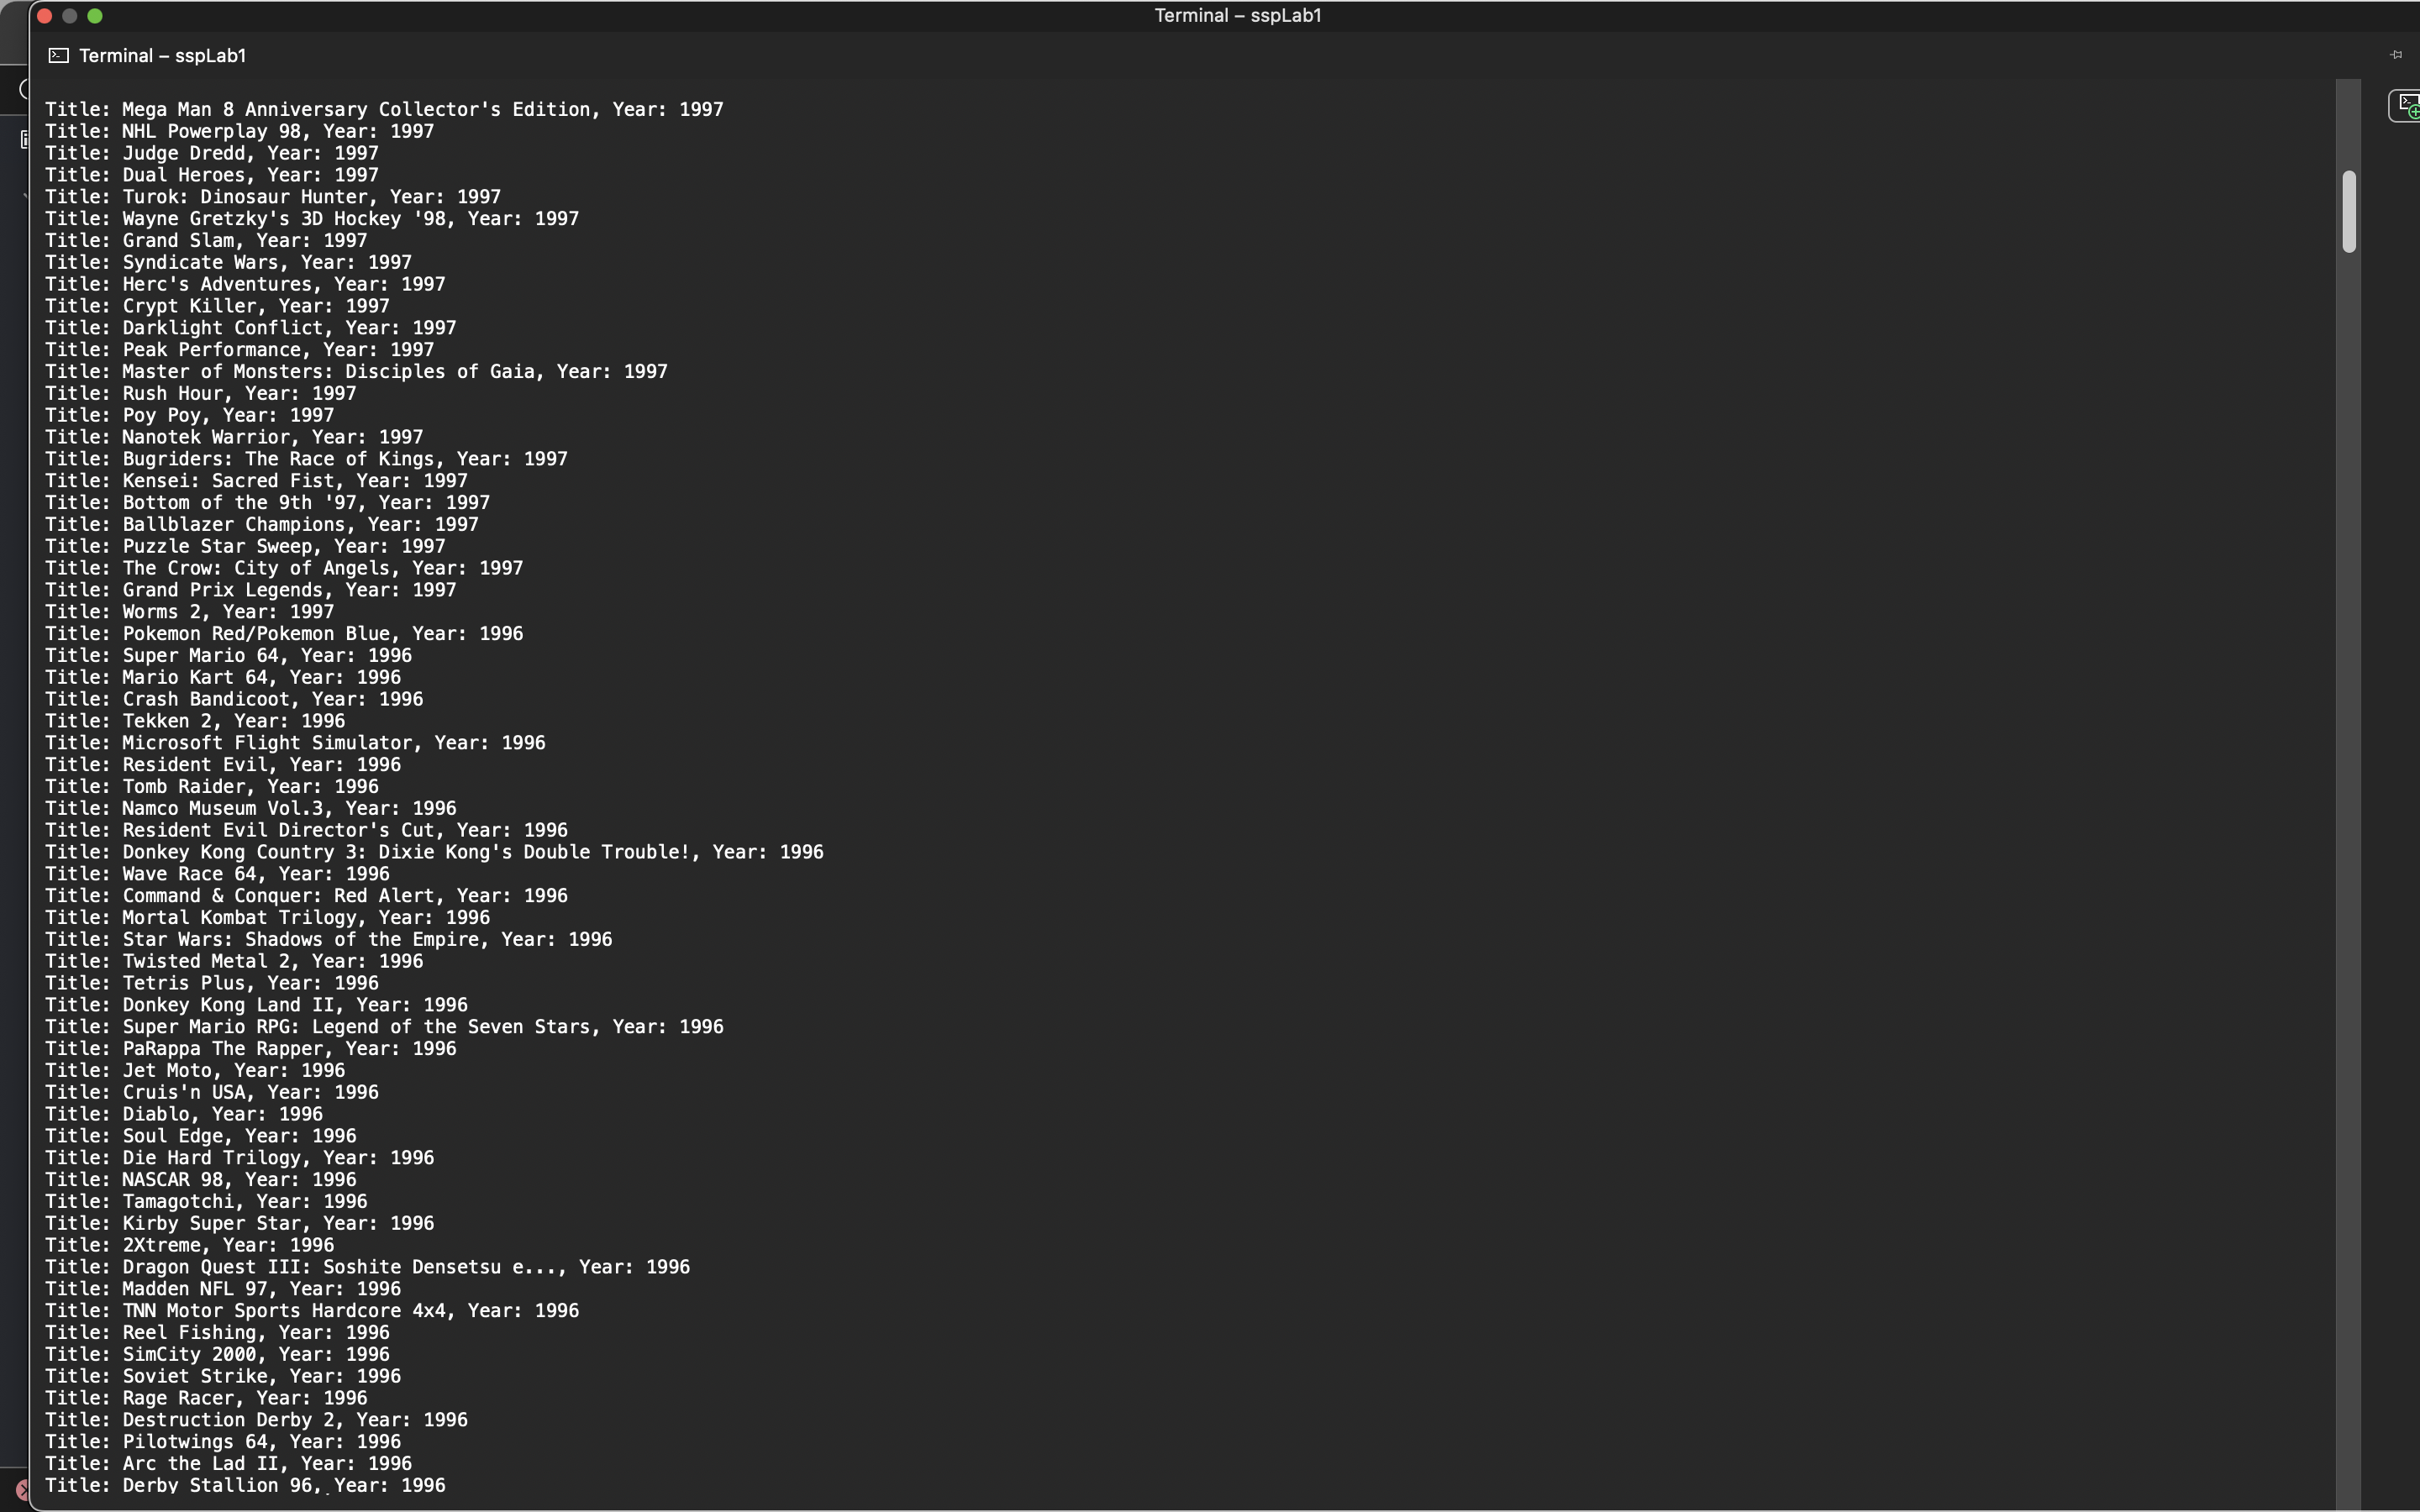 Terminal – sspLab1
Terminal – sspLab1
Title: Mega Man 8 Anniversary Collector's Edition, Year: 1997
Title: NHL Powerplay 98, Year: 1997
Title: Judge Dredd, Year: 1997
Title: Dual Heroes, Year: 1997
Title: Turok: Dinosaur Hunter, Year: 1997
Title: Wayne Gretzky's 3D Hockey '98, Year: 1997
Title: Grand Slam, Year: 1997
Title: Syndicate Wars, Year: 1997
Title: Herc's Adventures, Year: 1997
Title: Crypt Killer, Year: 1997
Title: Darklight Conflict, Year: 1997
Title: Peak Performance, Year: 1997
Title: Master of Monsters: Disciples of Gaia, Year: 1997
Title: Rush Hour, Year: 1997
Title: Poy Poy, Year: 1997
Title: Nanotek Warrior, Year: 1997
Title: Bugriders: The Race of Kings, Year: 1997
Title: Kensei: Sacred Fist, Year: 1997
Title: Bottom of the 9th '97, Year: 1997
Title: Ballblazer Champions, Year: 1997
Title: Puzzle Star Sweep, Year: 1997
Title: The Crow: City of Angels, Year: 1997
Title: Grand Prix Legends, Year: 1997
Title: Worms 2, Year: 1997
Title: Pokemon Red/Pokemon Blue, Year: 1996
Title: Super Mario 64, Year: 1996
Title: Mario Kart 64, Year: 1996
Title: Crash Bandicoot, Year: 1996
Title: Tekken 2, Year: 1996
Title: Microsoft Flight Simulator, Year: 1996
Title: Resident Evil, Year: 1996
Title: Tomb Raider, Year: 1996
Title: Namco Museum Vol.3, Year: 1996
Title: Resident Evil Director's Cut, Year: 1996
Title: Donkey Kong Country 3: Dixie Kong's Double Trouble!, Year: 1996
Title: Wave Race 64, Year: 1996
Title: Command & Conquer: Red Alert, Year: 1996
Title: Mortal Kombat Trilogy, Year: 1996
Title: Star Wars: Shadows of the Empire, Year: 1996
Title: Twisted Metal 2, Year: 1996
Title: Tetris Plus, Year: 1996
Title: Donkey Kong Land II, Year: 1996
Title: Super Mario RPG: Legend of the Seven Stars, Year: 1996
Title: PaRappa The Rapper, Year: 1996
Title: Jet Moto, Year: 1996
Title: Cruis'n USA, Year: 1996
Title: Diablo, Year: 1996
Title: Soul Edge, Year: 1996
Title: Die Hard Trilogy, Year: 1996
Title: NASCAR 98, Year: 1996
Title: Tamagotchi, Year: 1996
Title: Kirby Super Star, Year: 1996
Title: 2Xtreme, Year: 1996
Title: Dragon Quest III: Soshite Densetsu e..., Year: 1996
Title: Madden NFL 97, Year: 1996
Title: TNN Motor Sports Hardcore 4x4, Year: 1996
Title: Reel Fishing, Year: 1996
Title: SimCity 2000, Year: 1996
Title: Soviet Strike, Year: 1996
Title: Rage Racer, Year: 1996
Title: Destruction Derby 2, Year: 1996
Title: Pilotwings 64, Year: 1996
Title: Arc the Lad II, Year: 1996
Title: Derby Stallion 96, Year: 1996